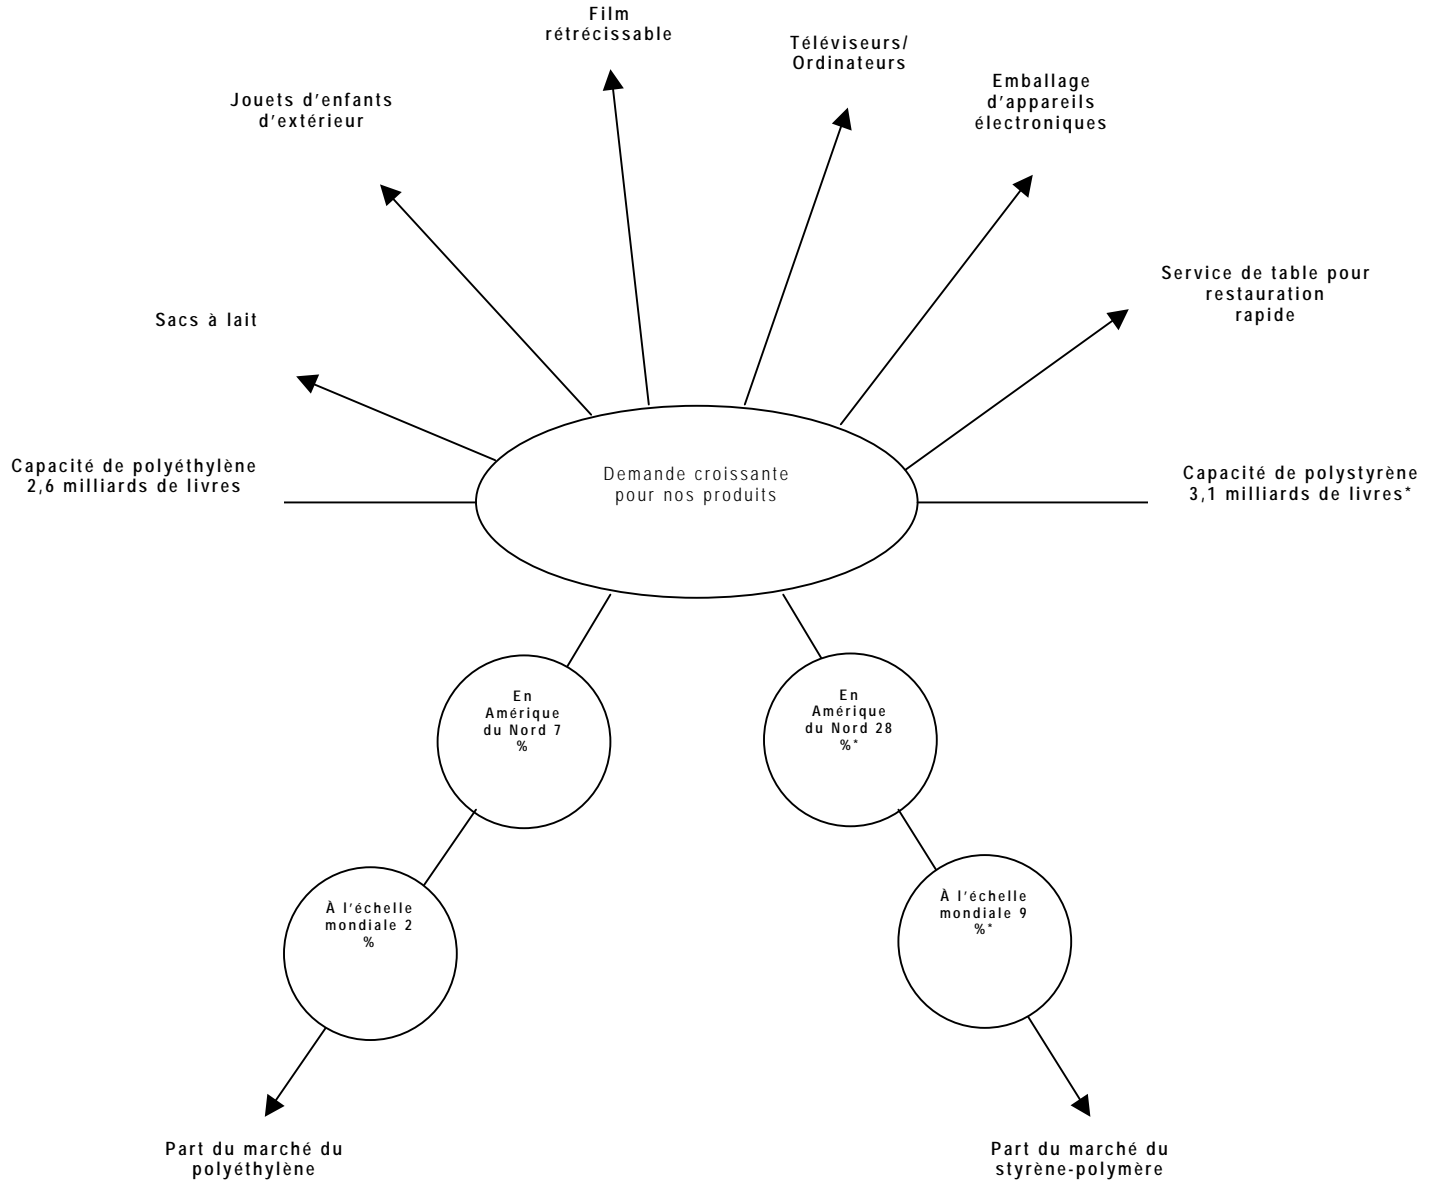 Film
rétrécissable
Téléviseurs/
Ordinateurs
Emballage
d'appareils
électroniques
Jouets d'enfants
d'extérieur
Service de table pour
restauration
rapide
Sacs à lait
Capacité de polyéthylène
2,6 milliards de livres
Demande croissante
pour nos produits
Capacité de polystyrène
3,1 milliards de livres*
En
Amérique
du Nord 7
%
En
Amérique
du Nord 28
%*
À l'échelle
mondiale 2
%
À l'échelle
mondiale 9
%*
Part du marché du
polyéthylène
Part du marché du
styrène-polymère